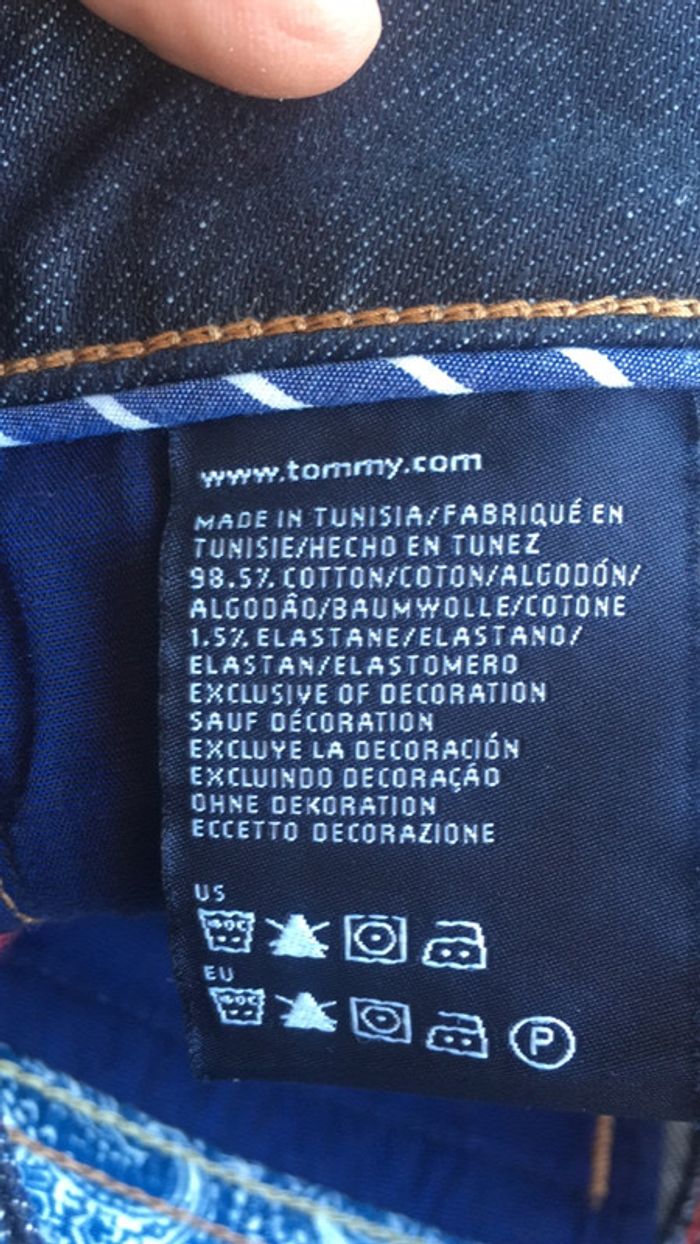 www.tommy.com
MADE IN TUNISIA/FABRIQUÉ EN
TUNISIE/HECHO EN TUNEZ
98.5% COTTON/COTON/ALGODÓN/
ALGODÃO/BAUMWOLLE/COTONE
1.5% ELASTANE/ELASTANO/
ELASTAN/ELASTOMERO
EXCLUSIVE OF DECORATION
SAUF DÉCORATION
EXCLUYE LA DECORACIÓN
EXCLUINDO DECORAÇÃO
OHNE DEKORATION
ECCETTO DECORAZIONE
US
EU
P